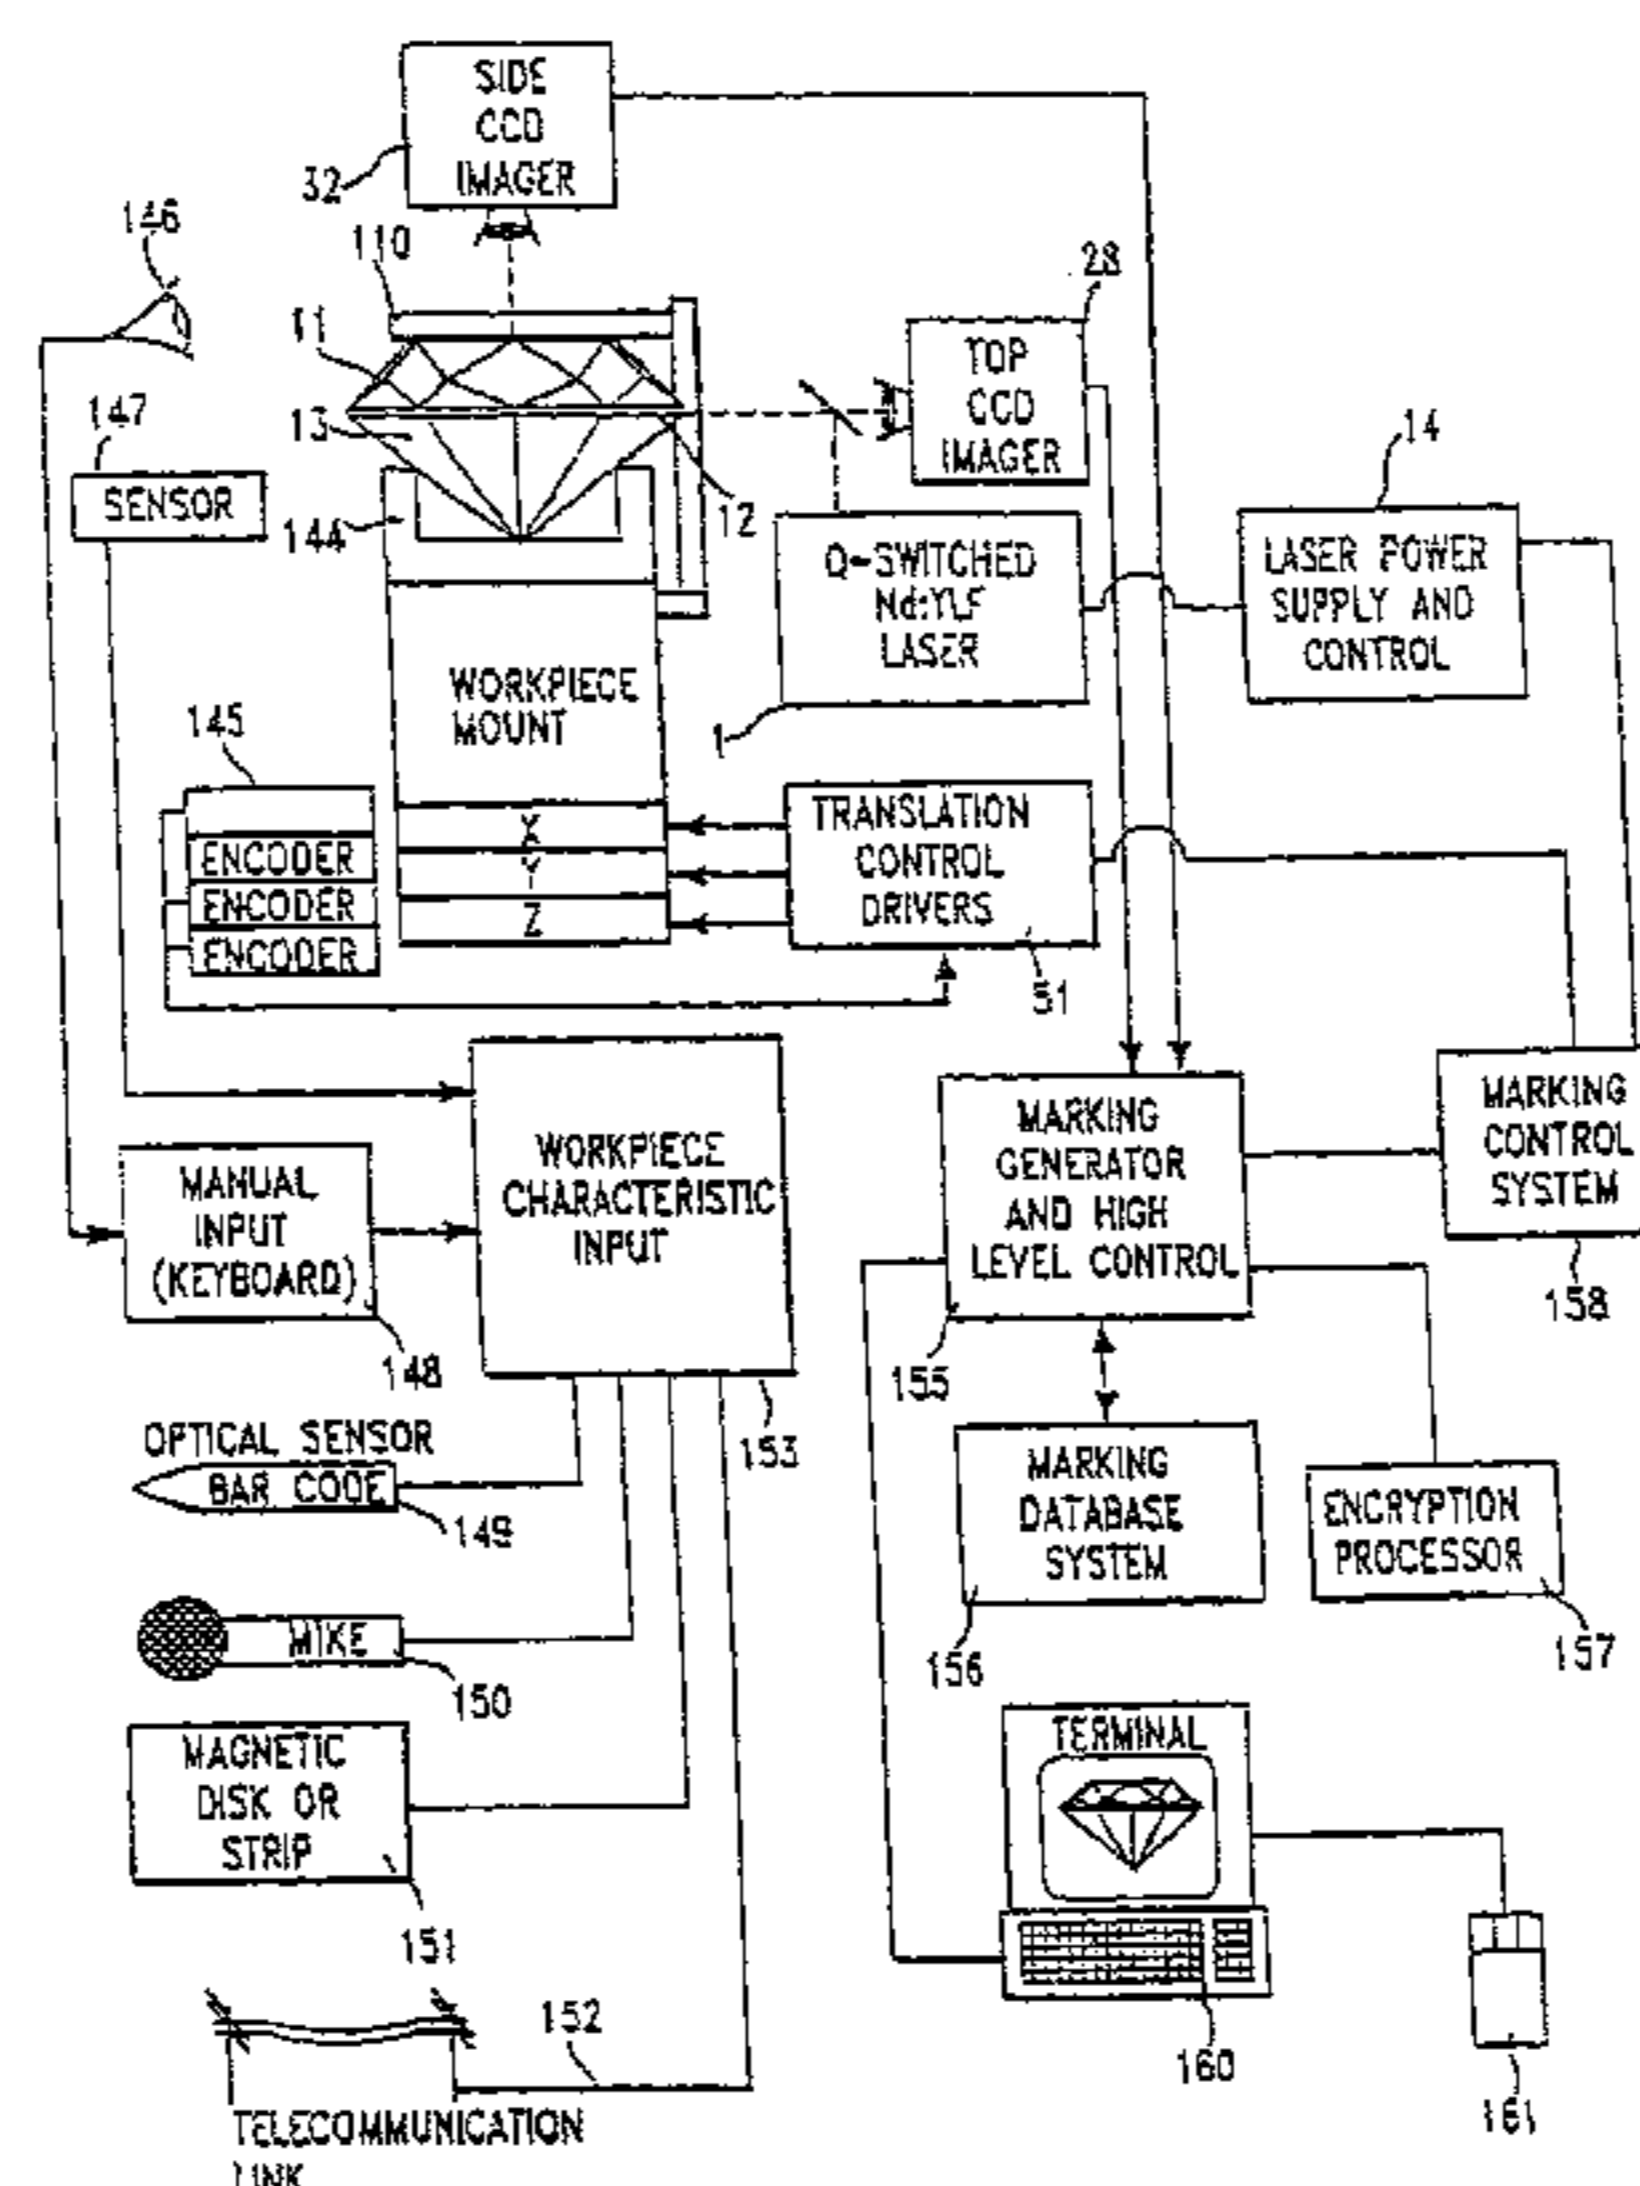 SIDE
CCD
IMAGER
32
146
110
28
11
TOP
CCD
IMAGER
147
13
14
SENSOR
144
12
Q-SWITCHED
Nd:YLF
LASER
LASER POWER
SUPPLY AND
CONTROL
WORKPIECE
MOUNT
145
1
X
Y
Z
TRANSLATION
CONTROL
DRIVERS
ENCODER
ENCODER
ENCODER
51
MARKING
CONTROL
SYSTEM
158
MARKING
GENERATOR
AND HIGH
LEVEL CONTROL
155
WORKPIECE
CHARACTERISTIC
INPUT
153
MANUAL
INPUT
(KEYBOARD)
148
OPTICAL SENSOR
BAR CODE
149
MARKING
DATABASE
SYSTEM
156
ENCRYPTION
PROCESSOR
157
MIKE
150
MAGNETIC
DISK OR
STRIP
151
TERMINAL
160
161
152
TELECOMMUNICATION
LINK